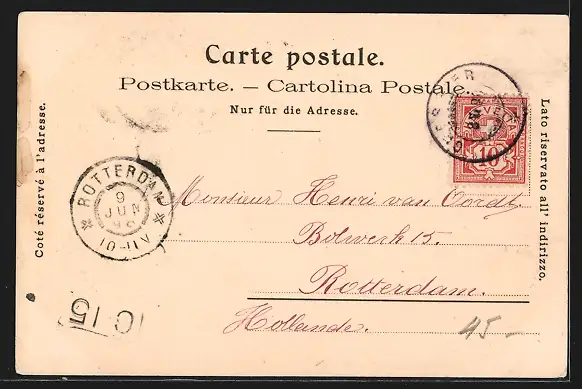 Carte postale.
Postkarte. — Cartolina Postale.
Nur für die Adresse.
Coté réservé à l'adresse.
Lato riservato all' indirizzo.
10
ROTTERDAM
9
JUN
10-11V
Monsieur Henri van Oordt.
Bolwerk 15.
Rotterdam.
Hollande.
45-